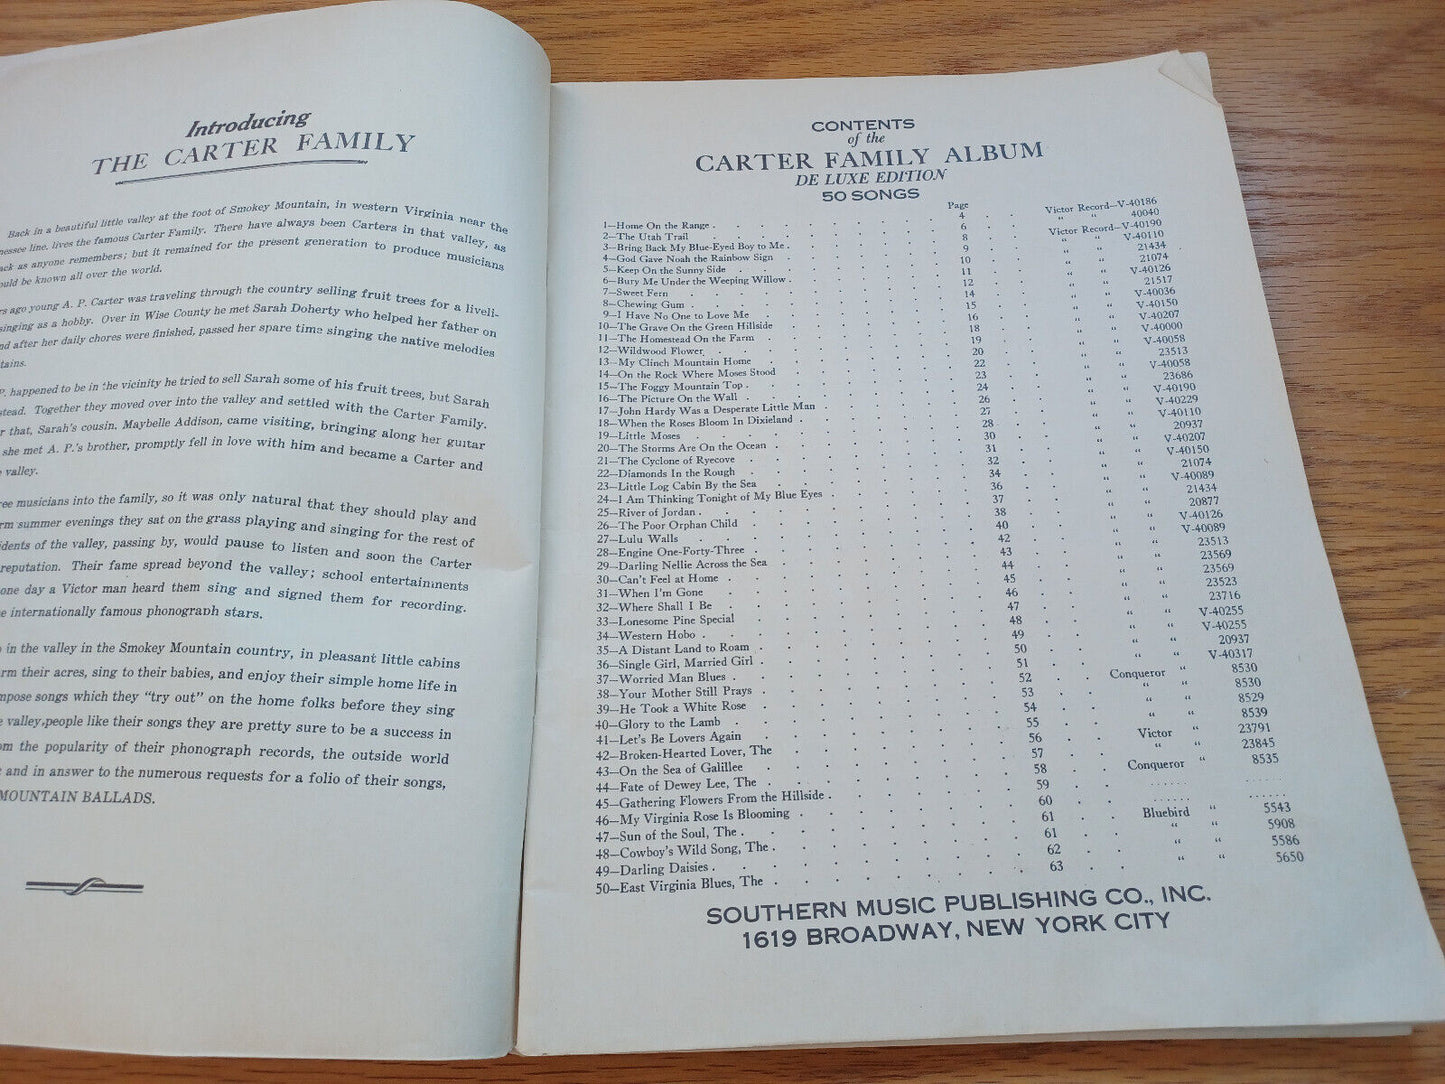 Introducing
THE CARTER FAMILY
Back in a beautiful little valley at the foot of Smokey Mountain, in western Virginia near the
nessee line, lives the famous Carter Family. There have always been Carters in that valley, as
ack as anyone remembers; but it remained for the present generation to produce musicians
ould be known all over the world.
rs ago young A. P. Carter was traveling through the country selling fruit trees for a liveli-
singing as a hobby. Over in Wise County he met Sarah Doherty who helped her father on
nd after her daily chores were finished, passed her spare time singing the native melodies
tains.
P. happened to be in the vicinity he tried to sell Sarah some of his fruit trees, but Sarah
stead. Together they moved over into the valley and settled with the Carter Family.
r that, Sarah's cousin, Maybelle Addison, came visiting, bringing along her guitar
she met A. P.'s brother, promptly fell in love with him and became a Carter and
e valley.
ree musicians into the family, so it was only natural that they should play and
rm summer evenings they sat on the grass playing and singing for the rest of
idents of the valley, passing by, would pause to listen and soon the Carter
reputation. Their fame spread beyond the valley; school entertainments
one day a Victor man heard them sing and signed them for recording.
e internationally famous phonograph stars.
o in the valley in the Smokey Mountain country, in pleasant little cabins
rm their acres, sing to their babies, and enjoy their simple home life in
mpose songs which they "try out" on the home folks before they sing
e valley,people like their songs they are pretty sure to be a success in
om the popularity of their phonograph records, the outside world
t and in answer to the numerous requests for a folio of their songs,
MOUNTAIN BALLADS.
CONTENTS
of the
CARTER FAMILY ALBUM
DE LUXE EDITION
50 SONGS
Page
1—Home On the Range . . . 4 . . Victor Record—V-40186
2—The Utah Trail . . . 6 . . " " 40040
3—Bring Back My Blue-Eyed Boy to Me . . . 8 . . Victor Record—V-40190
4—God Gave Noah the Rainbow Sign . . . 9 . . " " V-40110
5—Keep On the Sunny Side . . . 10 . . " " 21434
6—Bury Me Under the Weeping Willow . . . 11 . . " " 21074
7—Sweet Fern . . . 12 . . " " V-40126
8—Chewing Gum . . . 14 . . " " 21517
9—I Have No One to Love Me . . . 15 . . " " V-40036
10—The Grave On the Green Hillside . . . 16 . . " " V-40150
11—The Homestead On the Farm . . . 18 . . " " V-40207
12—Wildwood Flower . . . 19 . . " " V-40000
13—My Clinch Mountain Home . . . 20 . . " " V-40058
14—On the Rock Where Moses Stood . . . 22 . . " " 23513
15—The Foggy Mountain Top . . . 23 . . " " V-40058
16—The Picture On the Wall . . . 24 . . " " 23686
17—John Hardy Was a Desperate Little Man . . . 26 . . " " V-40190
18—When the Roses Bloom In Dixieland . . . 27 . . " " V-40229
19—Little Moses . . . 28 . . " " V-40110
20—The Storms Are On the Ocean . . . 30 . . " " 20937
21—The Cyclone of Ryecove . . . 31 . . " " V-40207
22—Diamonds In the Rough . . . 32 . . " " V-40150
23—Little Log Cabin By the Sea . . . 34 . . " " 21074
24—I Am Thinking Tonight of My Blue Eyes . . . 36 . . " " V-40089
25—River of Jordan . . . 37 . . " " 21434
26—The Poor Orphan Child . . . 38 . . " " 20877
27—Lulu Walls . . . 40 . . " " V-40126
28—Engine One-Forty-Three . . . 42 . . " " V-40089
29—Darling Nellie Across the Sea . . . 43 . . " " 23513
30—Can't Feel at Home . . . 44 . . " " 23569
31—When I'm Gone . . . 45 . . " " 23569
32—Where Shall I Be . . . 46 . . " " 23523
33—Lonesome Pine Special . . . 47 . . " " 23716
34—Western Hobo . . . 48 . . " " V-40255
35—A Distant Land to Roam . . . 49 . . " " V-40255
36—Single Girl, Married Girl . . . 50 . . " " 20937
37—Worried Man Blues . . . 51 . . " " V-40317
38—Your Mother Still Prays . . . 52 . . Conqueror " 8530
39—He Took a White Rose . . . 53 . . " " 8530
40—Glory to the Lamb . . . 54 . . " " 8529
41—Let's Be Lovers Again . . . 55 . . " " 8539
42—Broken-Hearted Lover, The . . . 56 . . Victor " 23791
43—On the Sea of Galillee . . . 57 . . " " 23845
44—Fate of Dewey Lee, The . . . 58 . . Conqueror " 8535
45—Gathering Flowers From the Hillside . . . 59 . . ...... ......
46—My Virginia Rose Is Blooming . . . 60 . . ...... ......
47—Sun of the Soul, The . . . 61 . . Bluebird " 5543
48—Cowboy's Wild Song, The . . . 61 . . " " 5908
49—Darling Daisies . . . 62 . . " " 5586
50—East Virginia Blues, The . . . 63 . . " " 5650
SOUTHERN MUSIC PUBLISHING CO., INC.
1619 BROADWAY, NEW YORK CITY